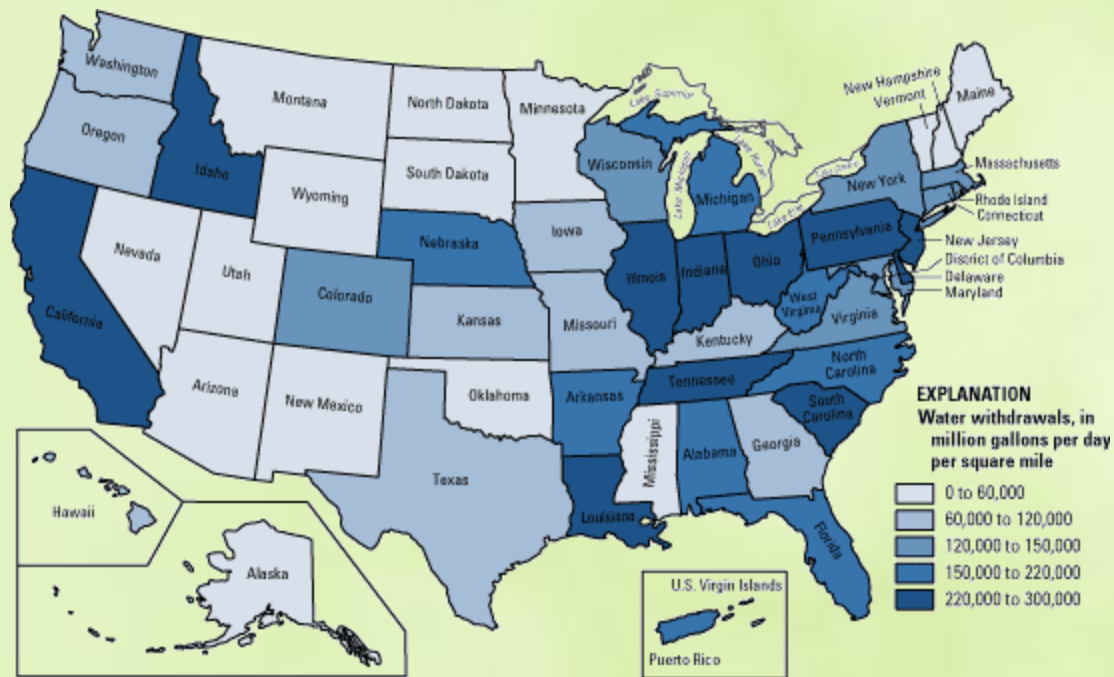 Washington
Oregon
Idaho
Montana
North Dakota
Minnesota
Lake Superior
New Hampshire
Vermont
Maine
Wyoming
South Dakota
Wisconsin
Lake Michigan
Lake Huron
Michigan
Lake Ontario
Lake Erie
New York
Massachusetts
Rhode Island
Connecticut
Nevada
Utah
Colorado
Nebraska
Iowa
Illinois
Indiana
Ohio
Pennsylvania
New Jersey
District of Columbia
Delaware
Maryland
California
Kansas
Missouri
Kentucky
West
Virginia
Virginia
Arizona
New Mexico
Oklahoma
Arkansas
Tennessee
North
Carolina
South
Carolina
Texas
Louisiana
Mississippi
Alabama
Georgia
Florida
Hawaii
Alaska
U.S. Virgin Islands
Puerto Rico
EXPLANATION
Water withdrawals, in
million gallons per day
per square mile
0 to 60,000
60,000 to 120,000
120,000 to 150,000
150,000 to 220,000
220,000 to 300,000